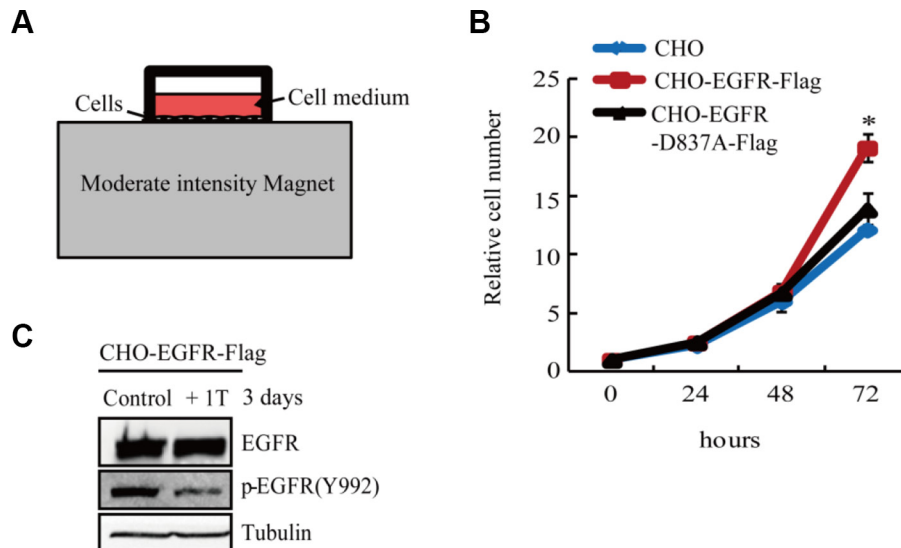 A
Cells
Cell medium
Moderate intensity Magnet
B
CHO
CHO-EGFR-Flag
CHO-EGFR
-D837A-Flag
Relative cell number
25
20
15
10
5
0
*
0 24 48 72
hours
C
CHO-EGFR-Flag
Control + 1T 3 days
EGFR
p-EGFR(Y992)
Tubulin